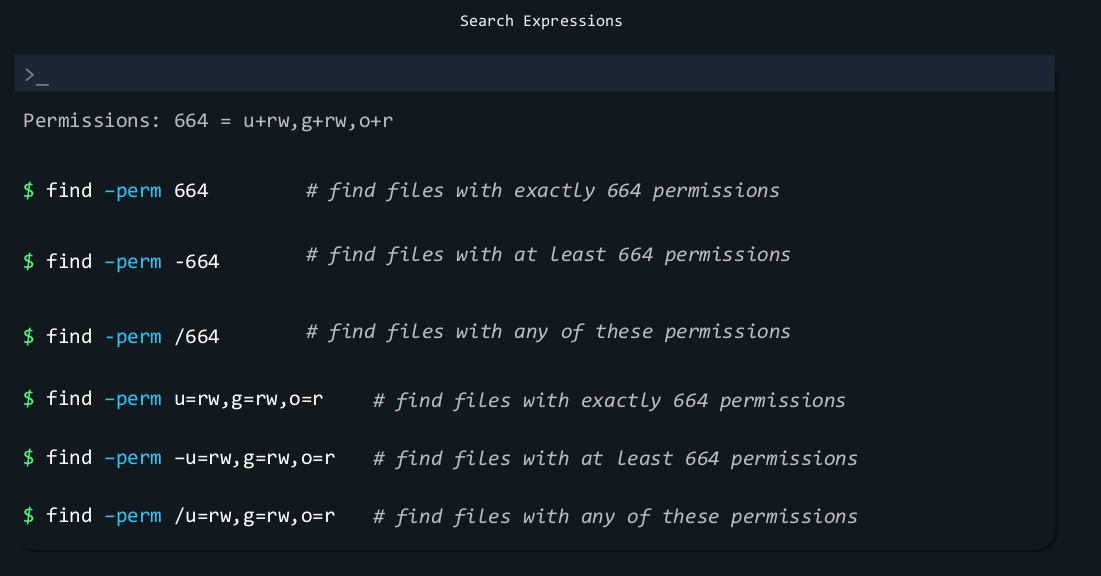 Search Expressions
>_
Permissions: 664 = u+rw,g+rw,o+r
$ find –perm 664 # find files with exactly 664 permissions
$ find –perm -664 # find files with at least 664 permissions
$ find -perm /664 # find files with any of these permissions
$ find –perm u=rw,g=rw,o=r # find files with exactly 664 permissions
$ find –perm –u=rw,g=rw,o=r # find files with at least 664 permissions
$ find –perm /u=rw,g=rw,o=r # find files with any of these permissions